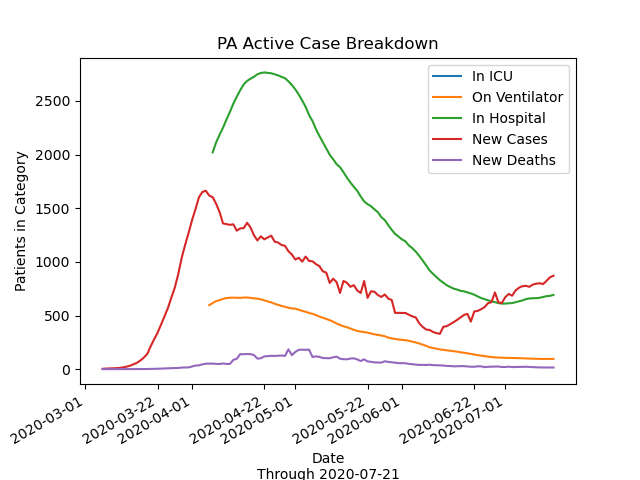 PA Active Case Breakdown
In ICU
On Ventilator
In Hospital
New Cases
New Deaths
Patients in Category
2500
2000
1500
1000
500
0
2020-03-01
2020-03-22
2020-04-01
2020-04-22
2020-05-01
2020-05-22
2020-06-01
2020-06-22
2020-07-01
Date
Through 2020-07-21